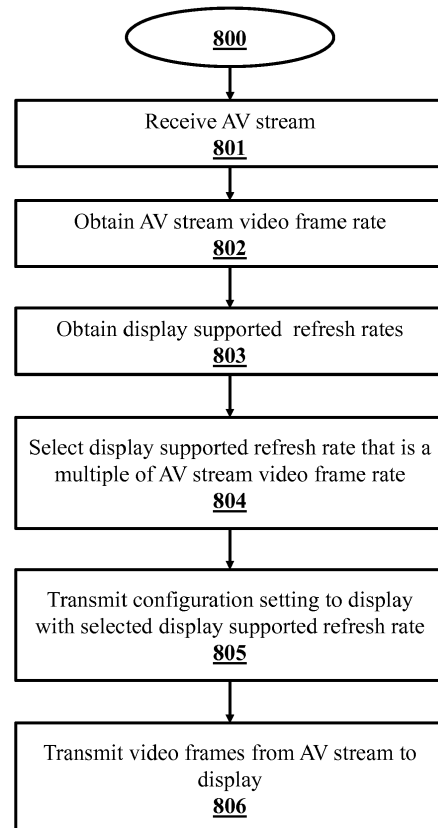 800
Receive AV stream
801
Obtain AV stream video frame rate
802
Obtain display supported refresh rates
803
Select display supported refresh rate that is a
multiple of AV stream video frame rate
804
Transmit configuration setting to display
with selected display supported refresh rate
805
Transmit video frames from AV stream to
display
806